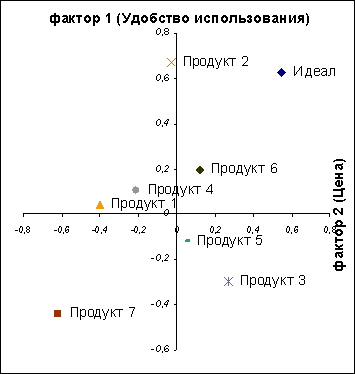 фактор 1 (Удобство использования)
0,8
Продукт 2
Идеал
0,6
0,4
0,2
Продукт 6
Продукт 4
Продукт 1
0
фактор 2 (Цена)
-0,8
-0,6
-0,4
-0,2
0
0,2
0,4
0,6
0,8
Продукт 5
-0,2
Продукт 3
-0,4
Продукт 7
-0,6